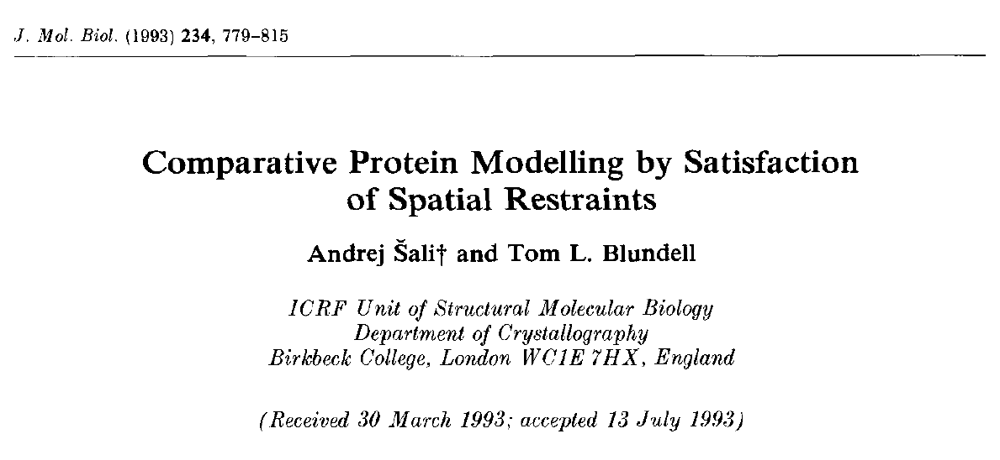 J. Mol. Biol. (1993) 234, 779–815
Comparative Protein Modelling by Satisfaction
of Spatial Restraints
Andrej Šali† and Tom L. Blundell
ICRF Unit of Structural Molecular Biology
Department of Crystallography
Birkbeck College, London WC1E 7HX, England
(Received 30 March 1993; accepted 13 July 1993)